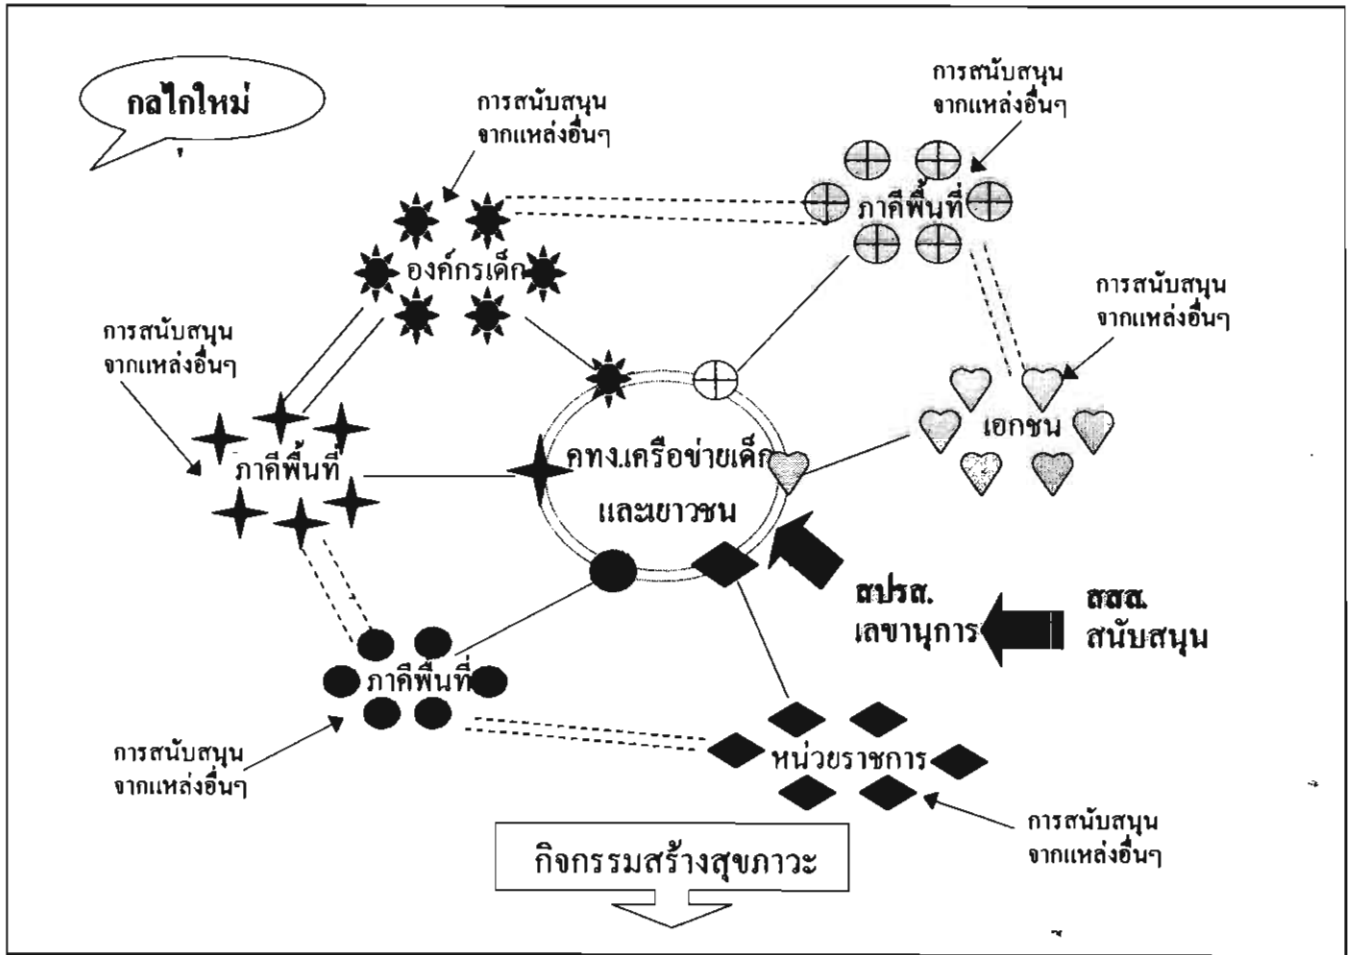 กลไกใหม่
การสนับสนุน
จากแหล่งอื่นๆ
การสนับสนุน
จากแหล่งอื่นๆ
ภาคีพื้นที่
องค์กรเด็ก
การสนับสนุน
จากแหล่งอื่นๆ
การสนับสนุน
จากแหล่งอื่นๆ
เอกชน
ภาคีพื้นที่
คทง.เครือข่ายเด็ก
และเยาวชน
สปรส.
เลขานุการ
สสส.
สนับสนุน
ภาคีพื้นที่
การสนับสนุน
จากแหล่งอื่นๆ
หน่วยราชการ
การสนับสนุน
จากแหล่งอื่นๆ
กิจกรรมสร้างสุขภาวะ